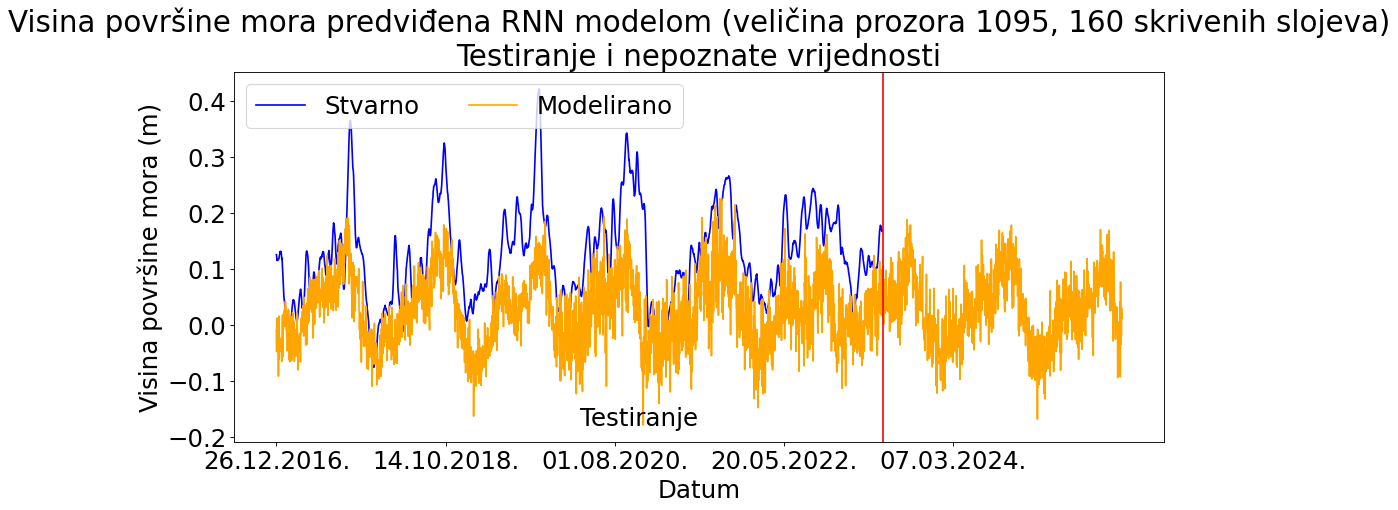 Visina površine mora predviđena RNN modelom (veličina prozora 1095, 160 skrivenih slojeva)
Testiranje i nepoznate vrijednosti
Stvarno
Modelirano
Visina površine mora (m)
0.4
0.3
0.2
0.1
0.0
−0.1
−0.2
Testiranje
26.12.2016.
14.10.2018.
01.08.2020.
20.05.2022.
07.03.2024.
Datum